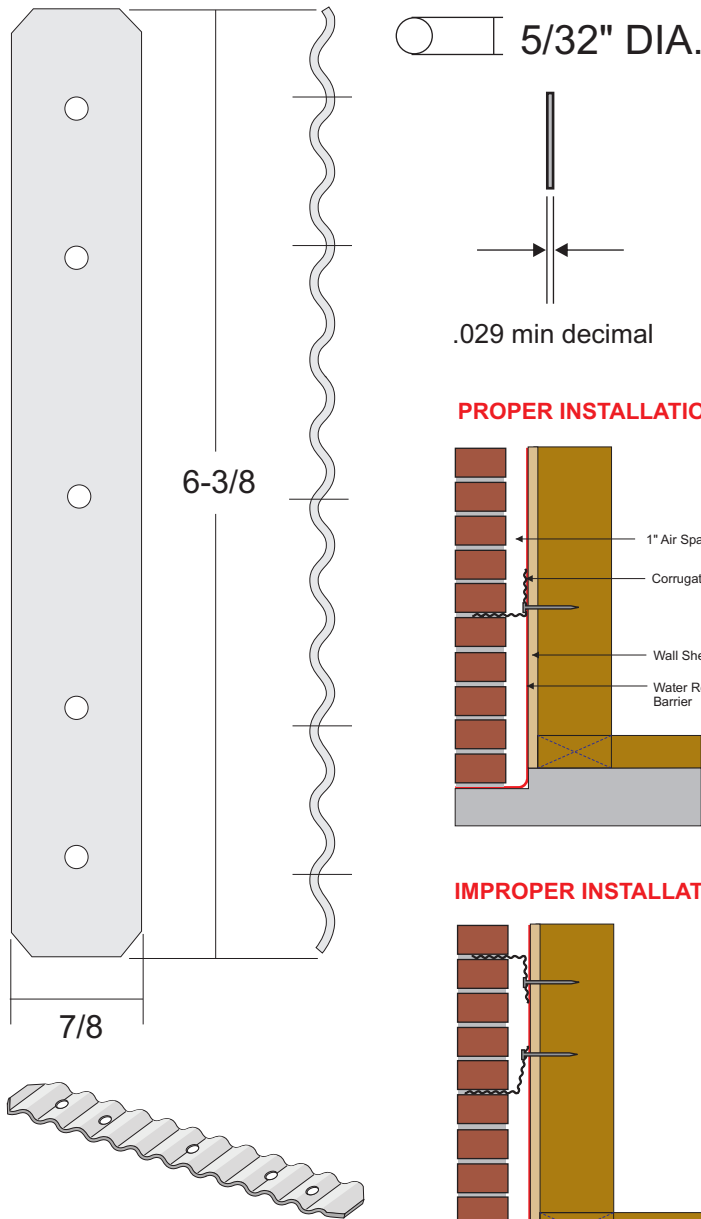 5/32" DIA.
.029 min decimal
6-3/8
7/8
PROPER INSTALLATIO
1" Air Spa
Corrugat
Wall She
Water R
Barrier
IMPROPER INSTALLAT